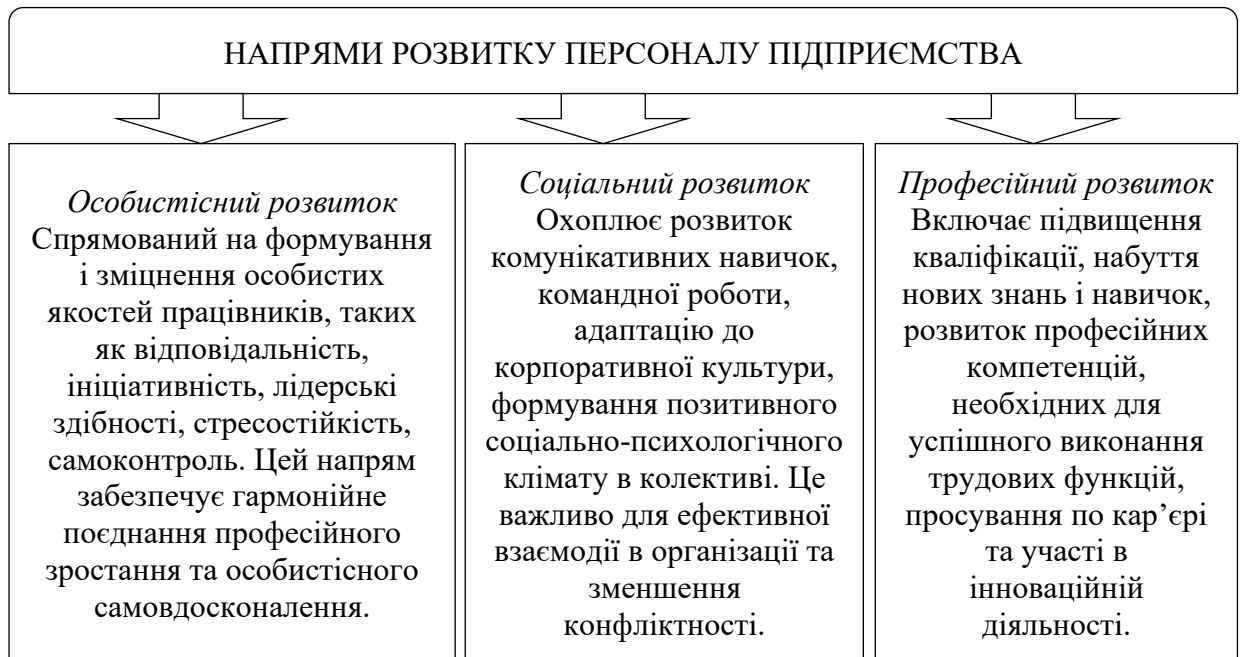 НАПРЯМИ РОЗВИТКУ ПЕРСОНАЛУ ПІДПРИЄМСТВА
Особистісний розвиток
Спрямований на формування
і зміцнення особистих
якостей працівників, таких
як відповідальність,
ініціативність, лідерські
здібності, стресостійкість,
самоконтроль. Цей напрям
забезпечує гармонійне
поєднання професійного
зростання та особистісного
самовдосконалення.
Соціальний розвиток
Охоплює розвиток
комунікативних навичок,
командної роботи,
адаптацію до
корпоративної культури,
формування позитивного
соціально-психологічного
клімату в колективі. Це
важливо для ефективної
взаємодії в організації та
зменшення
конфліктності.
Професійний розвиток
Включає підвищення
кваліфікації, набуття
нових знань і навичок,
розвиток професійних
компетенцій,
необхідних для
успішного виконання
трудових функцій,
просування по кар’єрі
та участі в
інноваційній
діяльності.